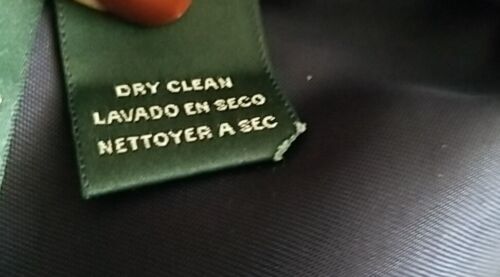 DRY CLEAN
LAVADO EN SECO
NETTOYER A SEC